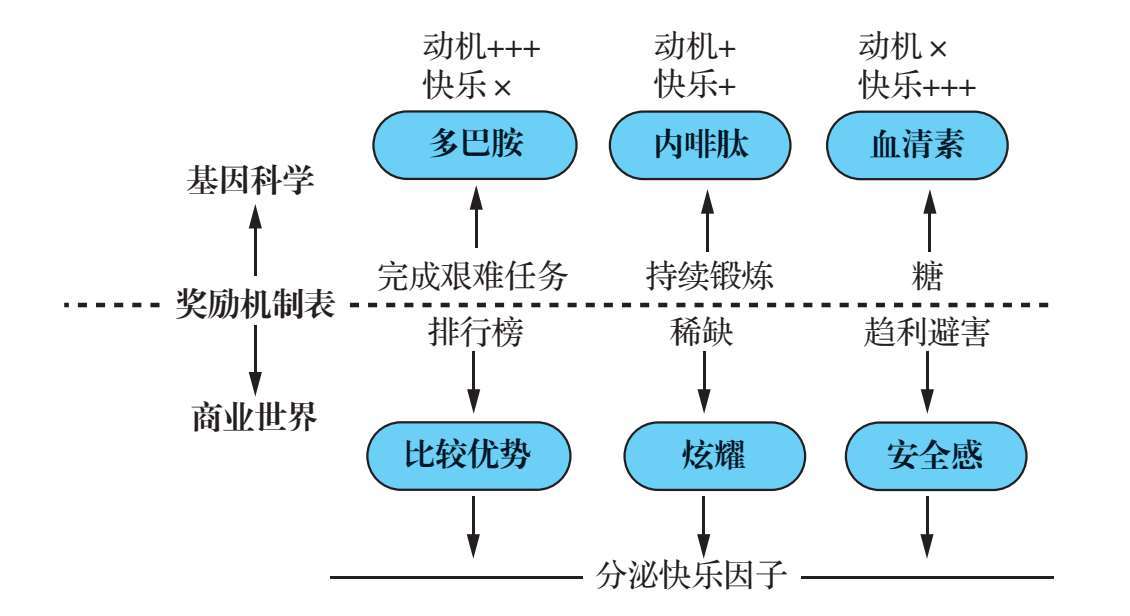 动机+++ 动机+ 动机×
快乐× 快乐+ 快乐+++
多巴胺 内啡肽 血清素
基因科学
完成艰难任务 持续锻炼 糖
奖励机制表
排行榜 稀缺 趋利避害
商业世界
比较优势 炫耀 安全感
分泌快乐因子